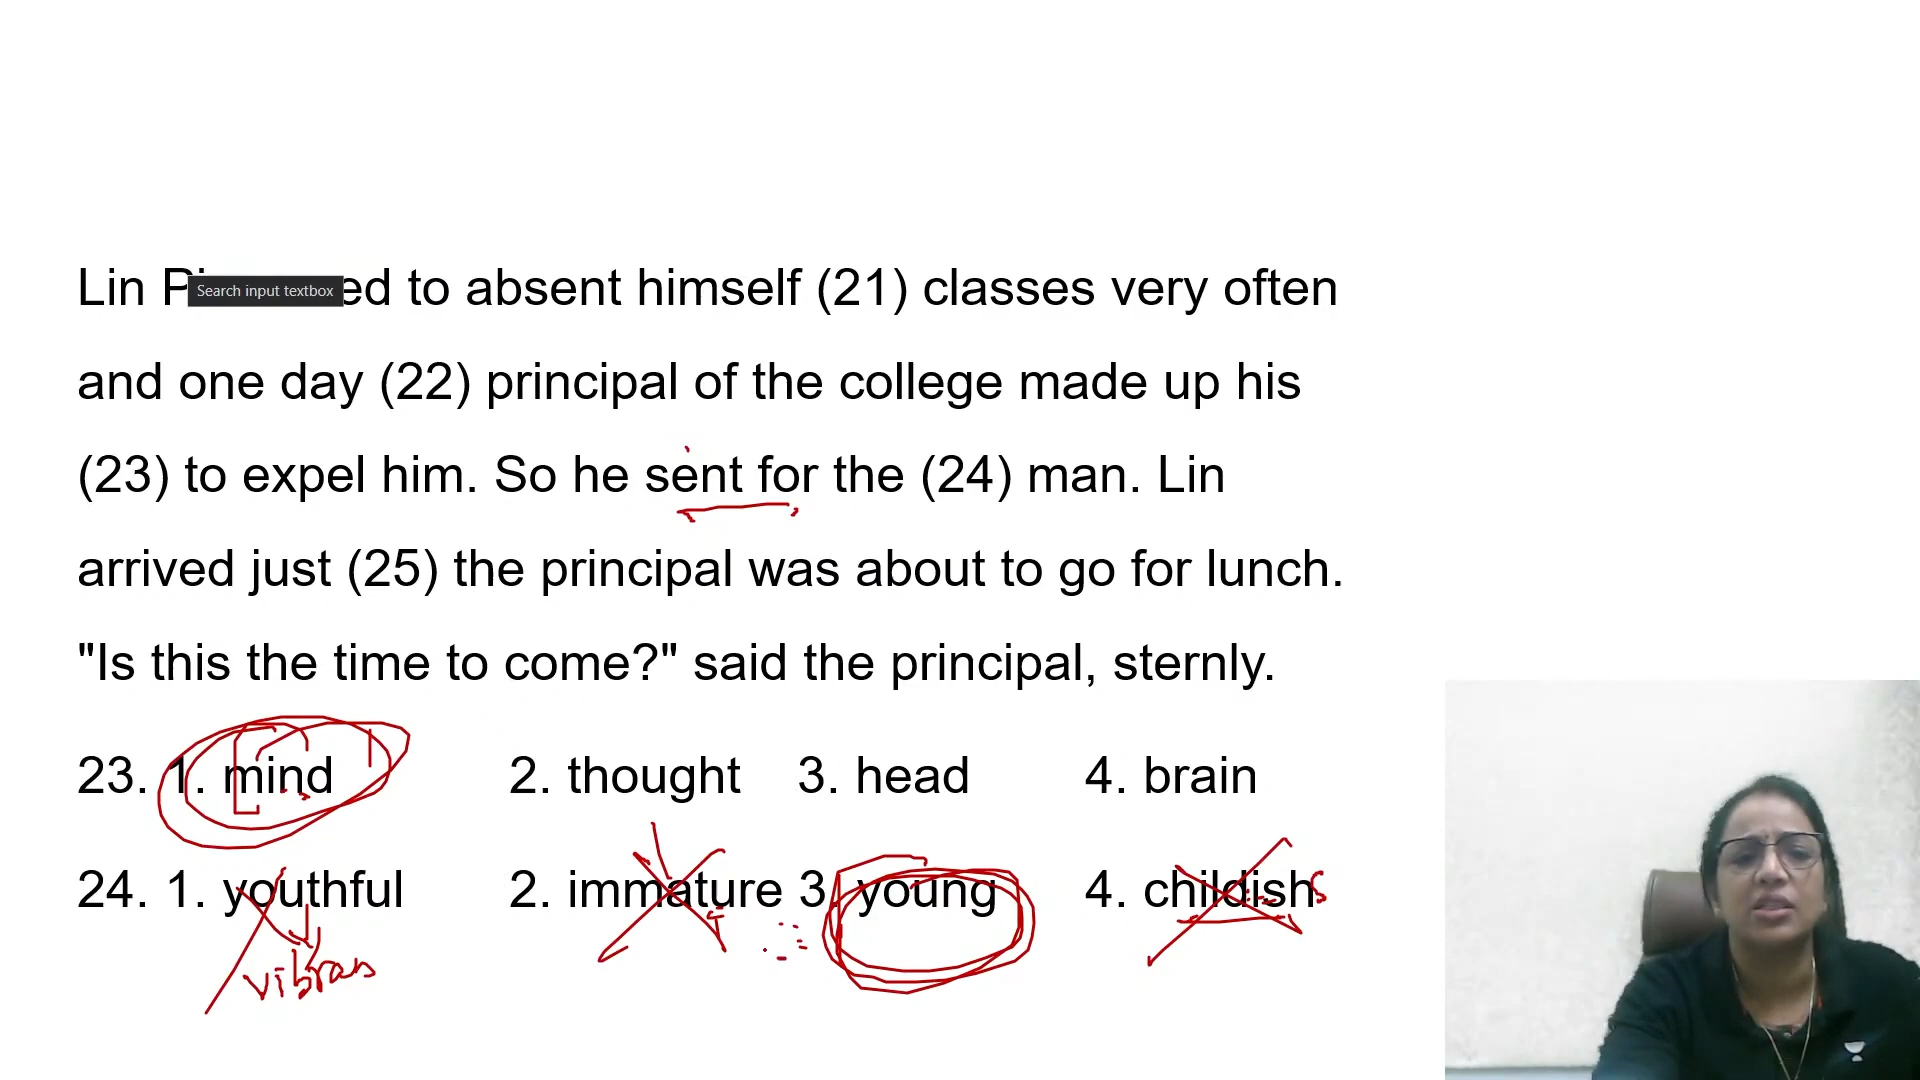 Lin Pi ed to absent himself (21) classes very often
Search input textbox
and one day (22) principal of the college made up his
(23) to expel him. So he sent for the (24) man. Lin
arrived just (25) the principal was about to go for lunch.
"Is this the time to come?" said the principal, sternly.
23. 1. mind 2. thought 3. head 4. brain
24. 1. youthful 2. immature 3. young 4. childish